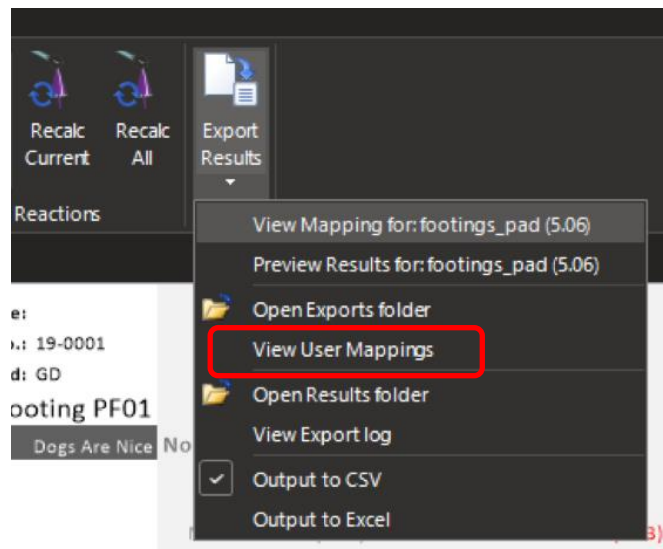 Recalc Recalc Export
Current All Results
Reactions
View Mapping for: footings_pad (5.06)
Preview Results for: footings_pad (5.06)
Open Exports folder
e:
View User Mappings
19-0001
d: GD
Open Results folder
ooting PF01
View Export log
Dogs Are Nice No
Output to CSV
Output to Excel
3)